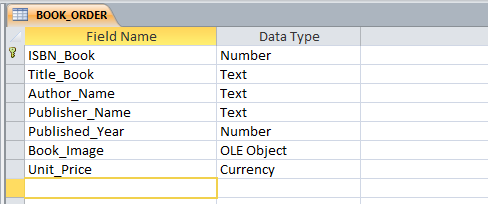 BOOK_ORDER
Field Name Data Type
ISBN_Book Number
Title_Book Text
Author_Name Text
Publisher_Name Text
Published_Year Number
Book_Image OLE Object
Unit_Price Currency